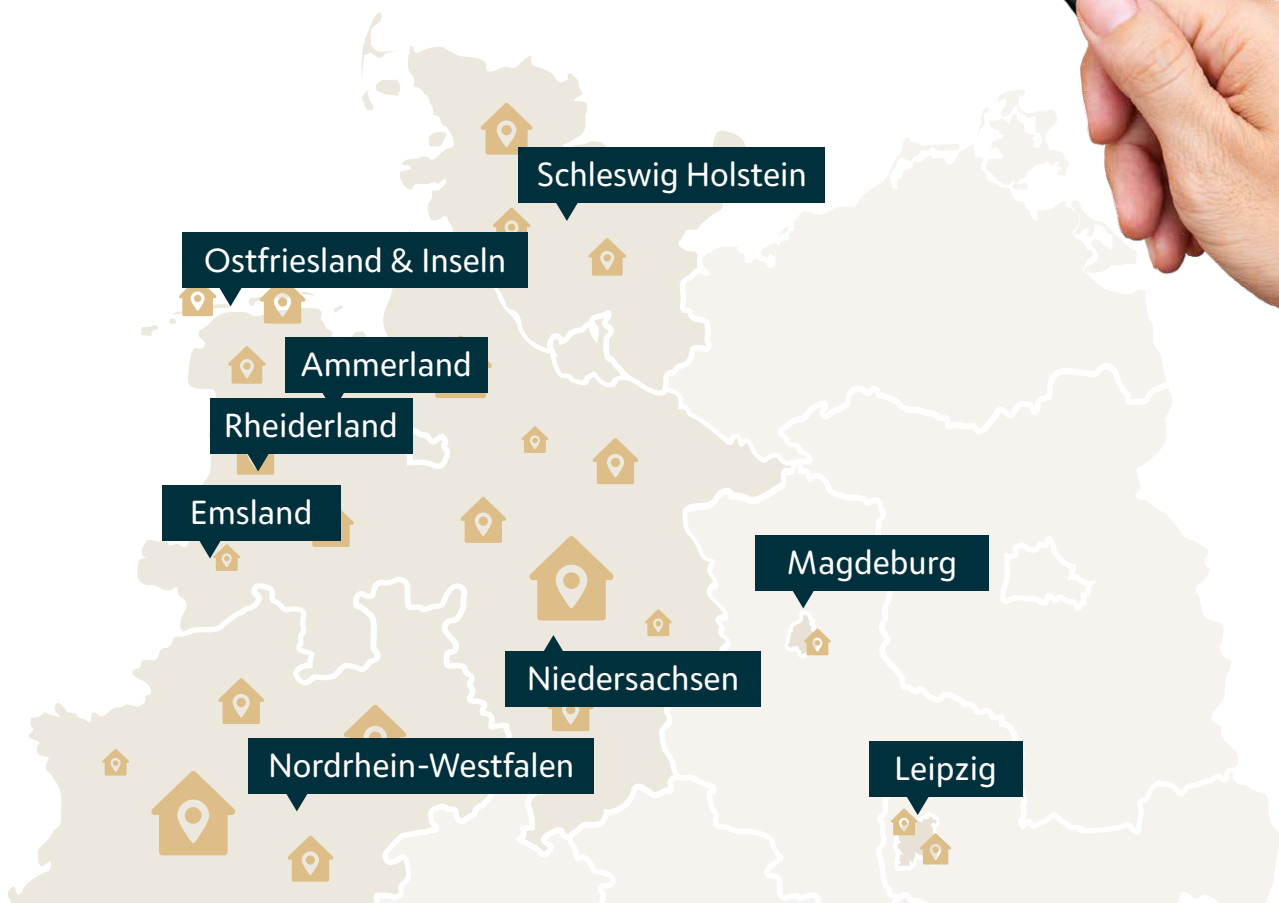 Schleswig Holstein
Ostfriesland & Inseln
Ammerland
Rheiderland
Emsland
Magdeburg
Niedersachsen
Nordrhein-Westfalen
Leipzig